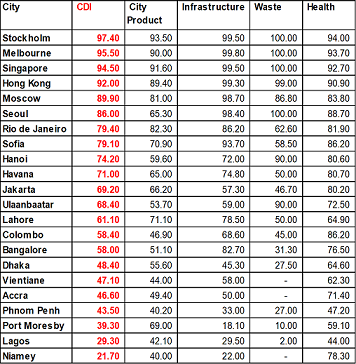 City CDI City Product Infrastructure Waste Health
Stockholm 97.40 93.50 99.50 100.00 94.00
Melbourne 95.50 90.00 99.80 100.00 93.70
Singapore 94.50 91.60 99.50 100.00 92.70
Hong Kong 92.00 89.40 99.30 99.00 90.90
Moscow 89.90 81.00 98.70 86.80 83.80
Seoul 86.00 65.30 98.40 100.00 88.70
Rio de Janeiro 79.40 82.30 86.20 62.60 81.90
Sofia 79.10 70.90 93.70 58.50 86.20
Hanoi 74.20 59.60 72.00 90.00 80.60
Havana 71.00 65.00 74.80 50.00 80.70
Jakarta 69.20 66.20 57.30 46.70 80.20
Ulaanbaatar 68.40 53.70 59.00 90.00 72.50
Lahore 61.10 71.10 78.50 50.00 64.90
Colombo 58.40 46.90 68.60 45.00 86.20
Bangalore 58.00 51.10 82.70 31.30 76.50
Dhaka 48.40 55.60 45.30 27.50 64.60
Vientiane 47.10 44.00 58.00 - 62.30
Accra 46.60 49.40 50.00 - 71.40
Phnom Penh 43.50 40.20 33.00 27.00 47.20
Port Moresby 39.30 69.00 18.10 10.00 59.10
Lagos 29.30 42.10 29.50 2.00 44.00
Niamey 21.70 40.00 22.00 - 78.30